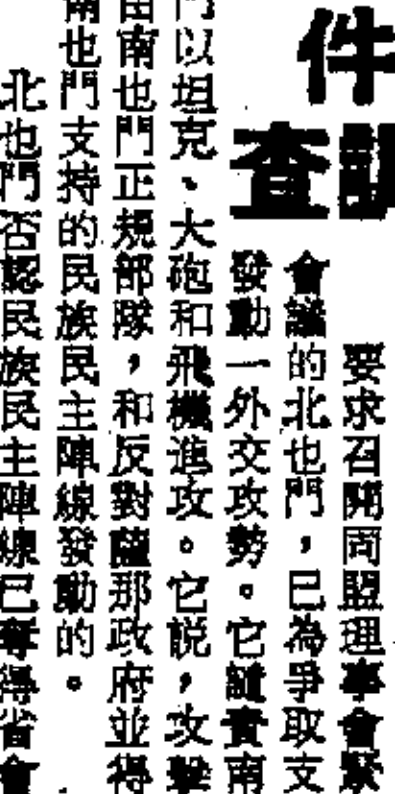 件調
查
要求召開同盟理事會緊
會議的北也門，已為爭取支
發動一外交攻勢。它譴責南
門以坦克、大砲和飛機進攻。它説，攻擊
由南也門正規部隊，和反對薩那政府並得
南也門支持的民族民主陣線發動的。
北也門否認民族民主陣線已奪得省會